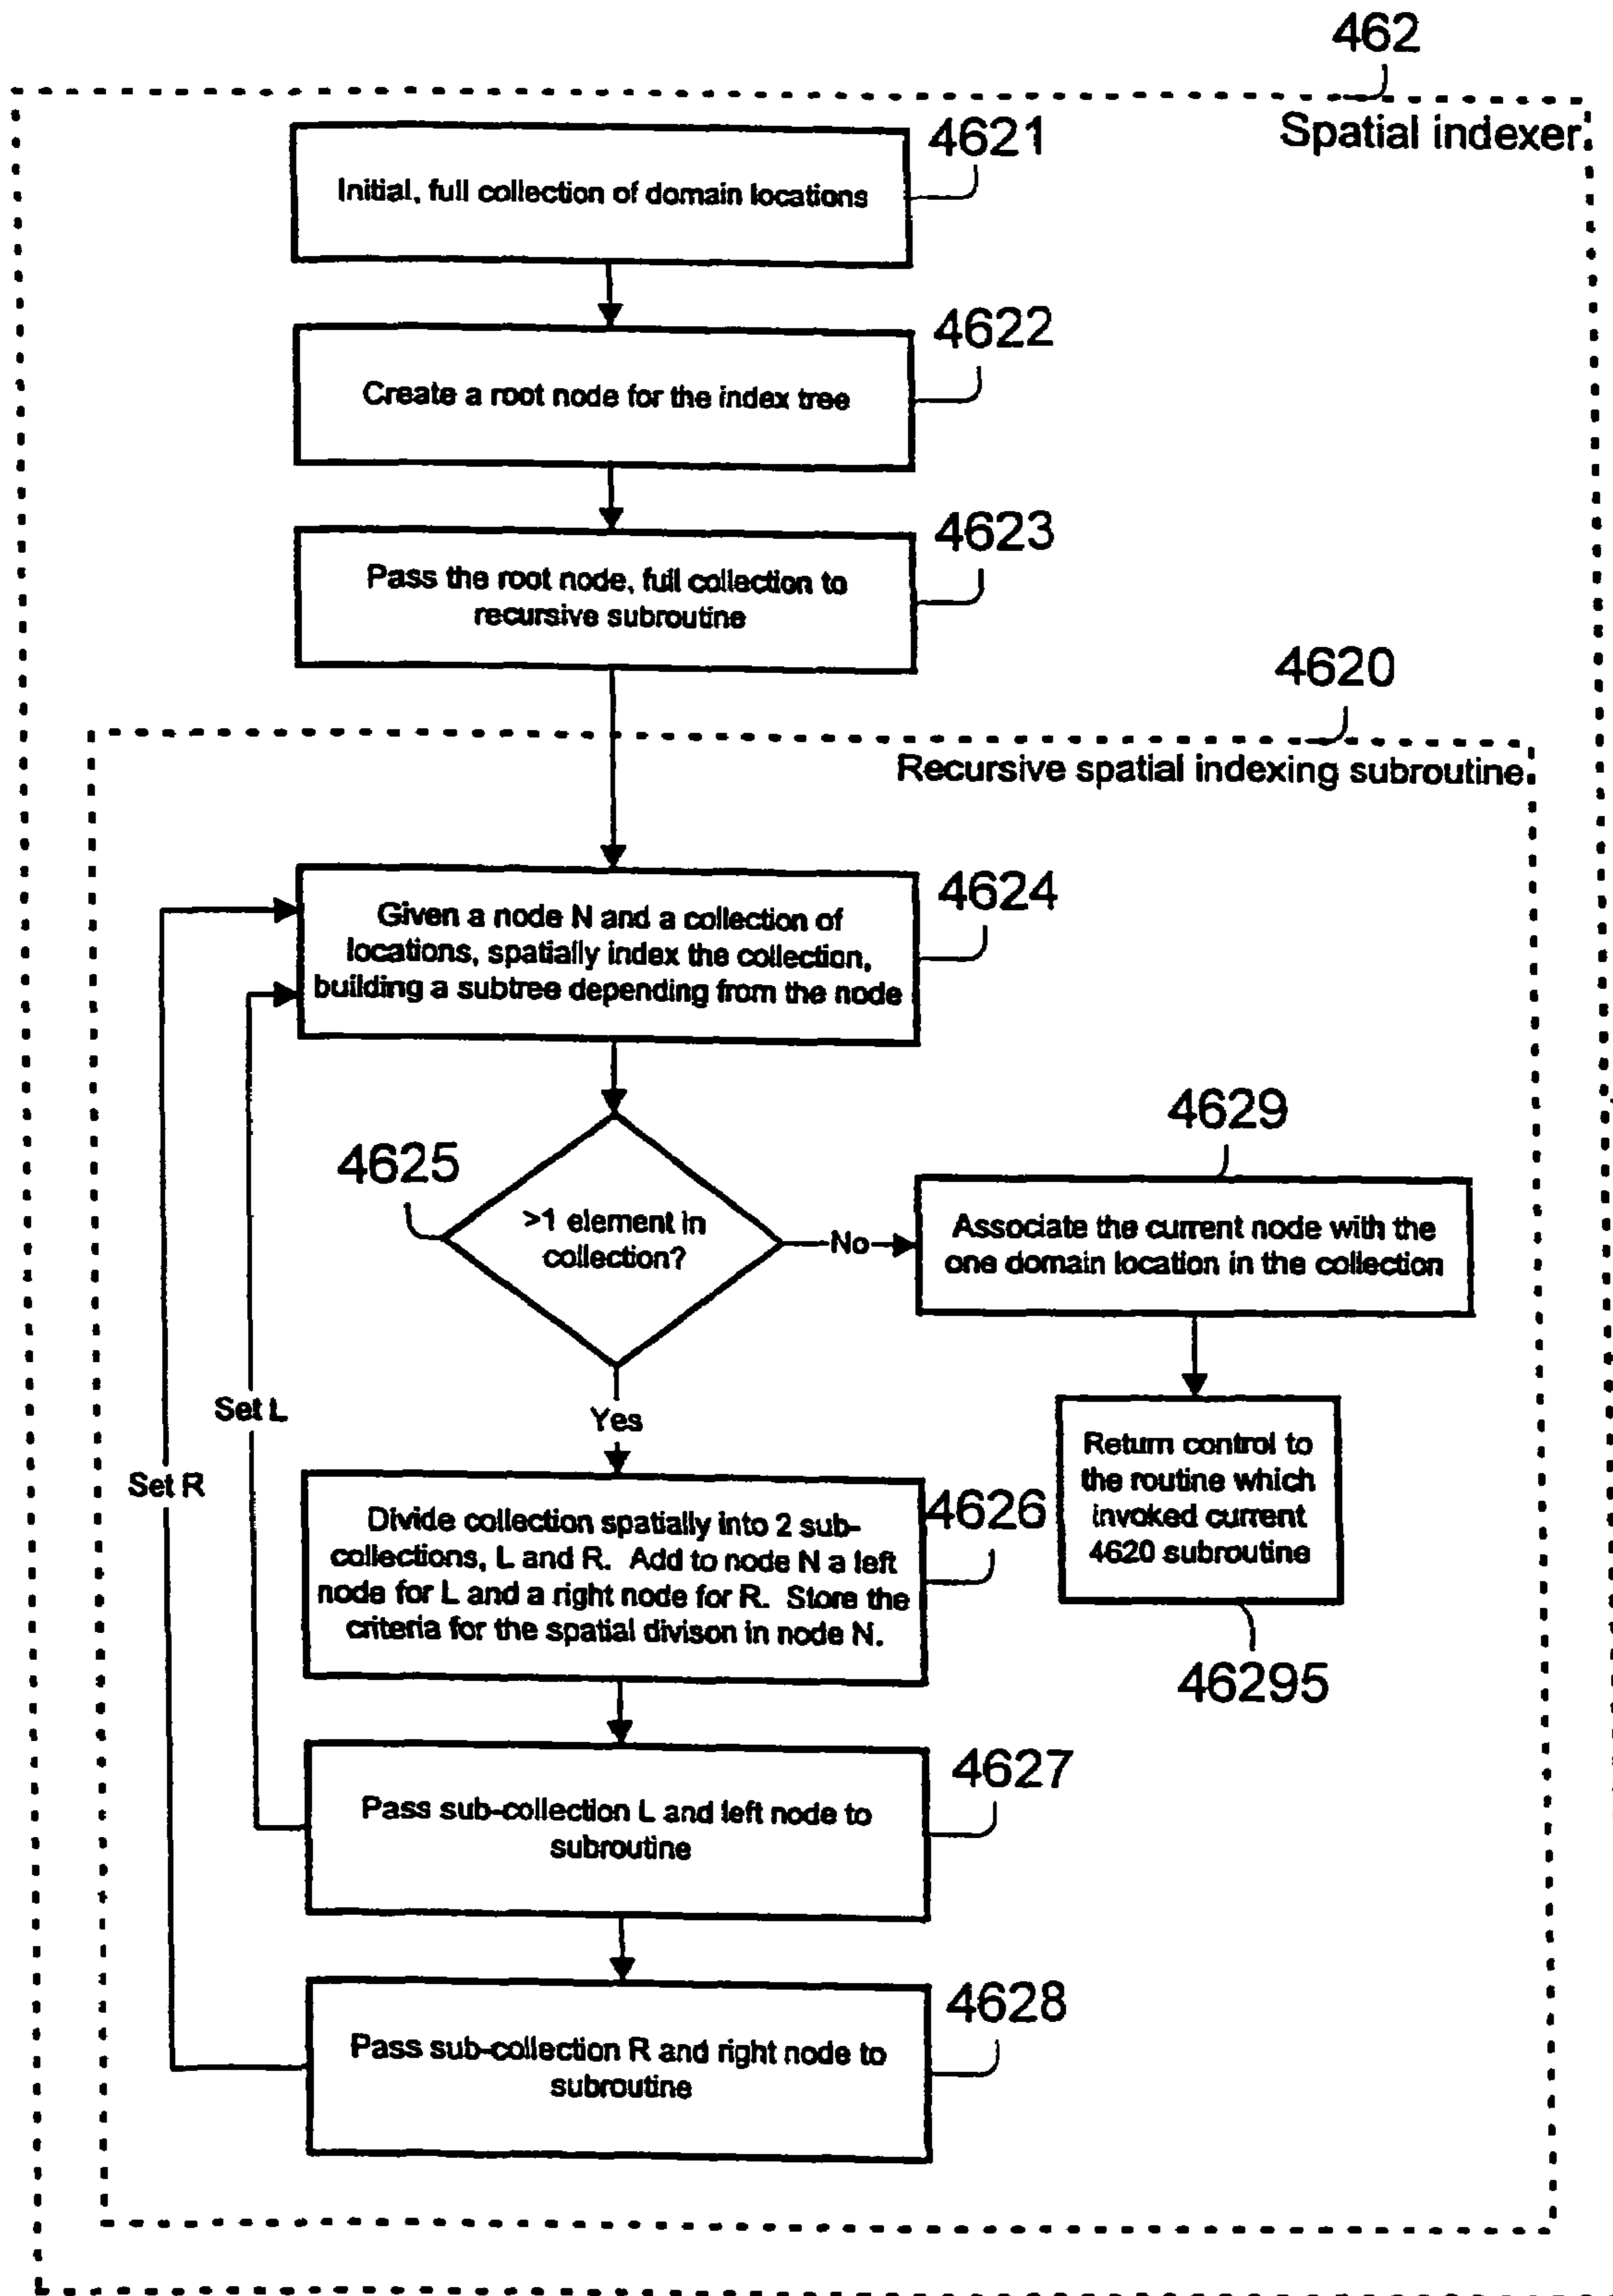 462
Spatial indexer
4621
Initial, full collection of domain locations
4622
Create a root node for the index tree
4623
Pass the root node, full collection to
recursive subroutine
4620
Recursive spatial indexing subroutine
4624
Given a node N and a collection of
locations, spatially index the collection,
building a subtree depending from the node
4625
>1 element in
collection?
No
4629
Associate the current node with the
one domain location in the collection
Yes
Set L
Set R
Return control to
the routine which
invoked current
4620 subroutine
46295
4626
Divide collection spatially into 2 sub-
collections, L and R. Add to node N a left
node for L and a right node for R. Store the
criteria for the spatial divison in node N.
4627
Pass sub-collection L and left node to
subroutine
4628
Pass sub-collection R and right node to
subroutine